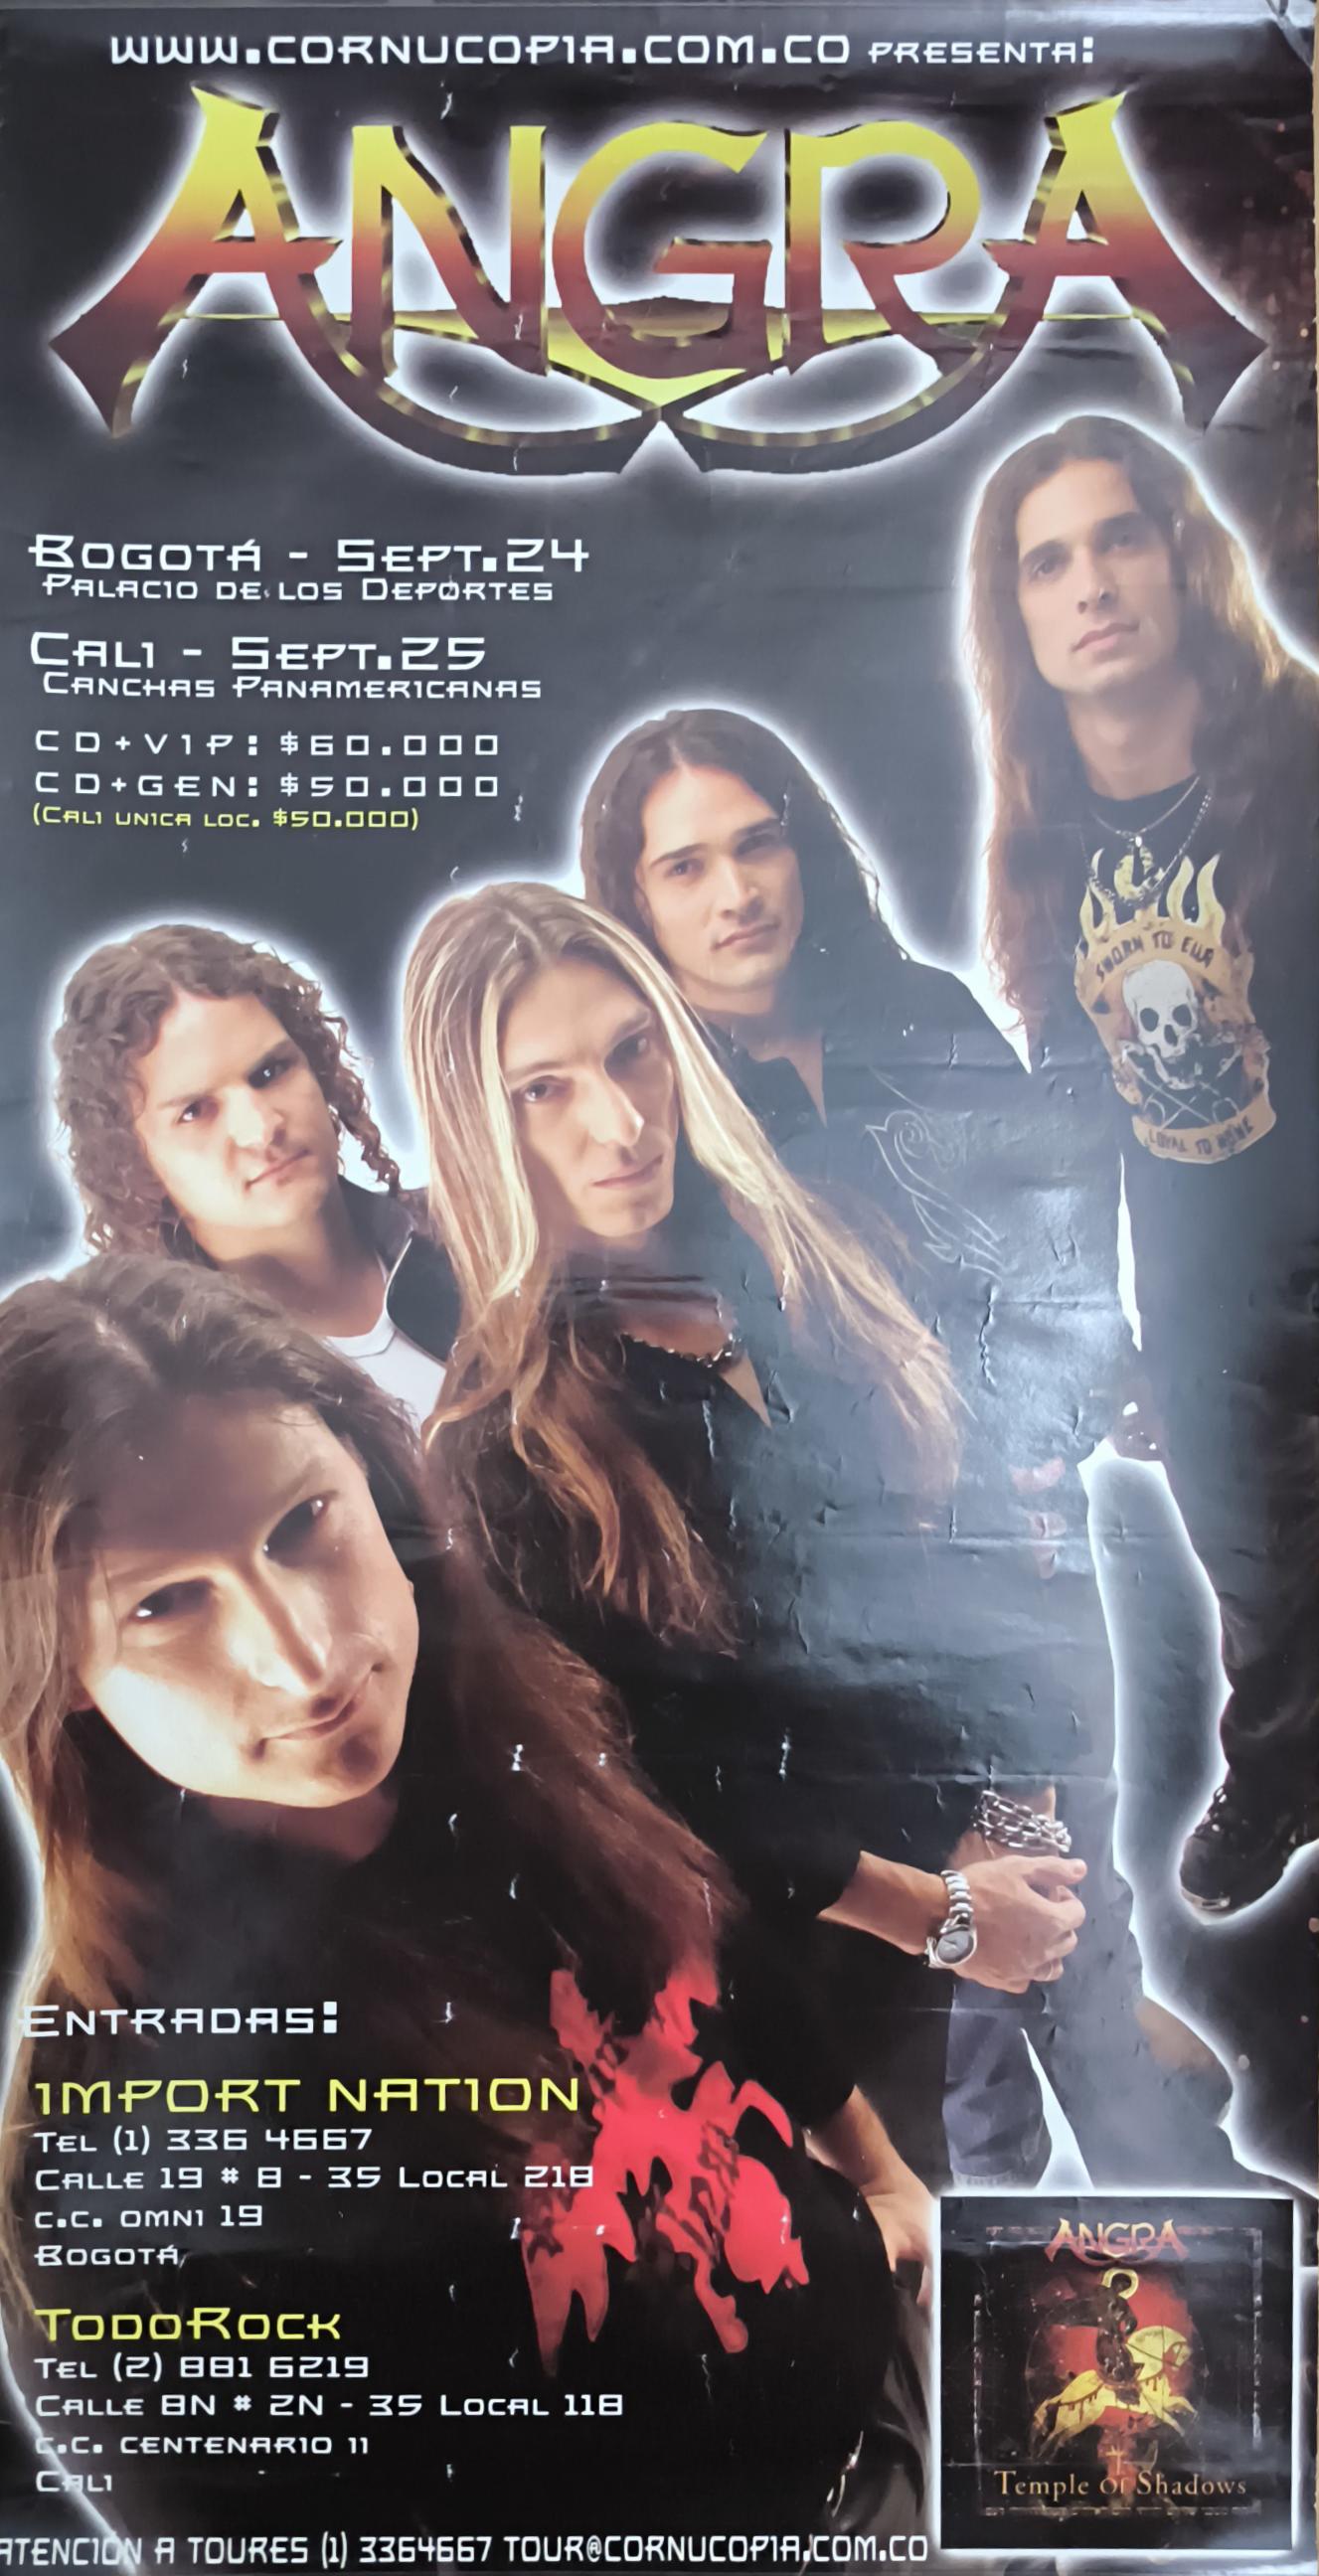 www.cornucopia.com.co presenta:
ANGRA
Bogotá - Sept.24
Palacio de los Deportes
Cali - Sept.25
Canchas Panamericanas
CD+VIP: $60.000
CD+GEN: $50.000
(Cali unica loc. $50.000)
SWORN TO
LOYAL TO NONE
Entradas:
IMPORT NATION
Tel (1) 336 4667
Calle 19 # 8 - 35 Local 218
c.c. omni 19
Bogotá
TodoRock
Tel (2) 881 6219
Calle 8N # 2N - 35 Local 118
c.c. centenario 11
Cali
ANGRA
Temple of Shadows
ATENCIÓN A TOURES (1) 3364667 TOUR@CORNUCOPIA.COM.CO